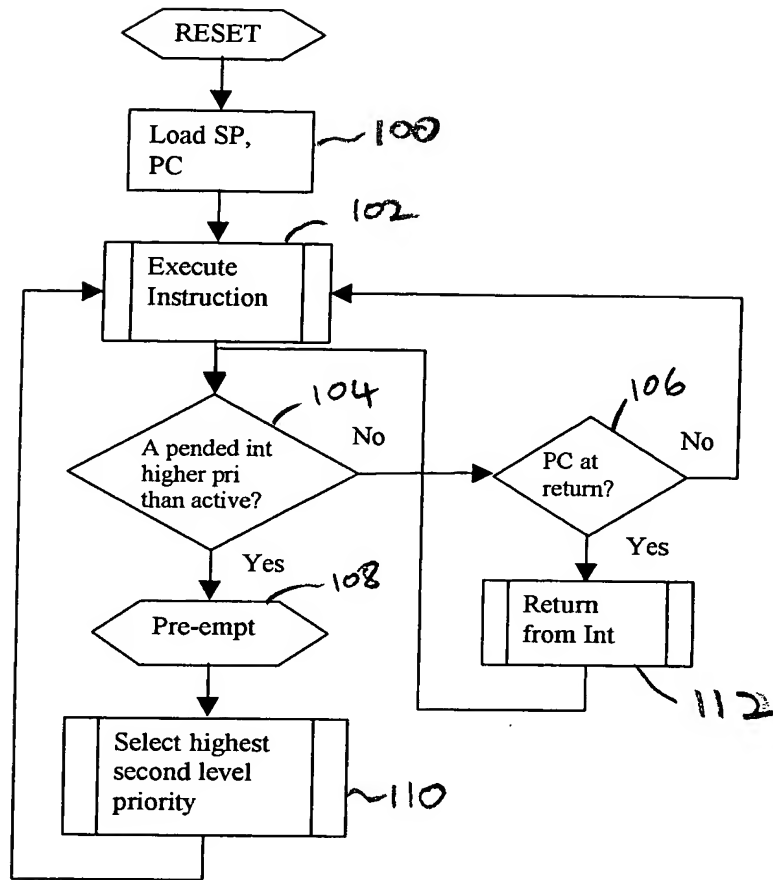 RESET
Load SP,
PC
100
102
Execute
Instruction
104
A pended int
higher pri
than active?
No
106
PC at
return?
No
Yes
108
Pre-empt
Yes
Return
from Int
112
Select highest
second level
priority
110